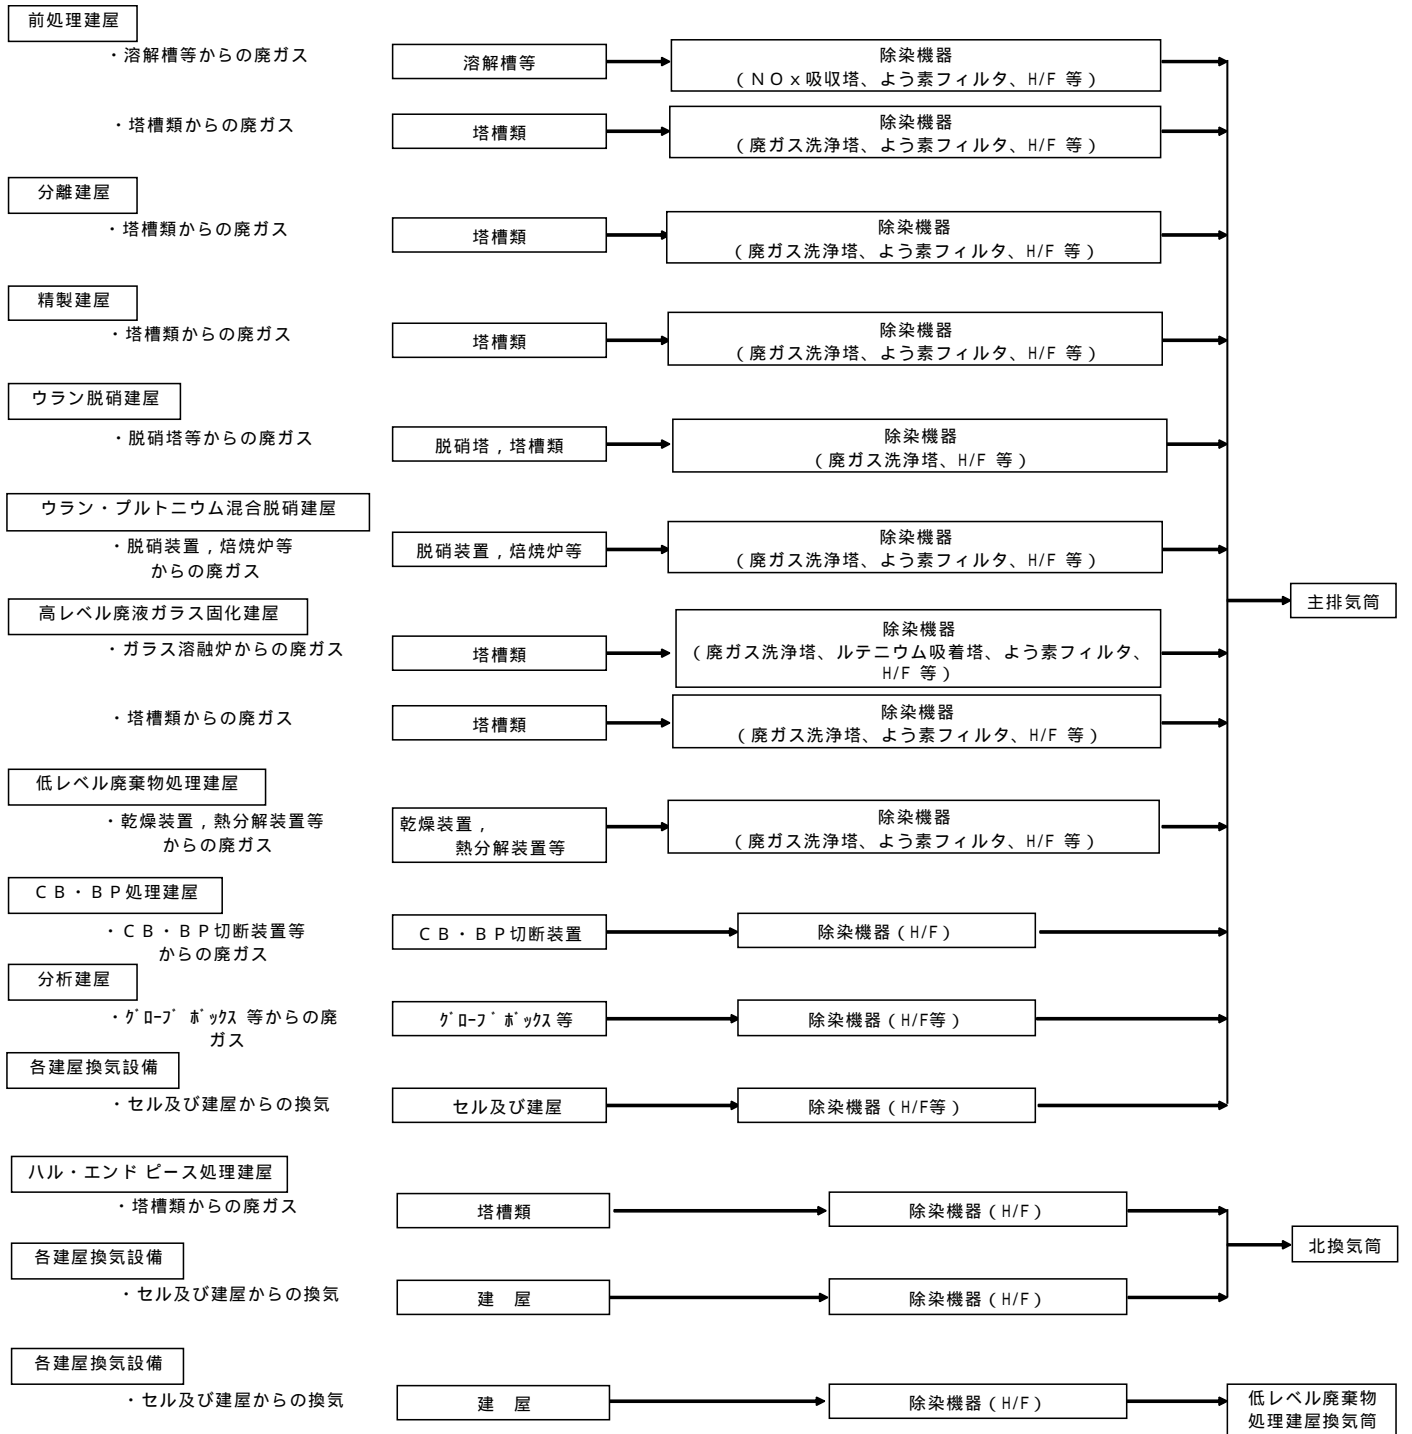 前処理建屋
・溶解槽等からの廃ガス
溶解槽等
除染機器
（ＮＯｘ吸収塔、よう素フィルタ、H/F 等）
・塔槽類からの廃ガス
塔槽類
除染機器
（廃ガス洗浄塔、よう素フィルタ、H/F 等）
分離建屋
・塔槽類からの廃ガス
塔槽類
除染機器
（廃ガス洗浄塔、よう素フィルタ、H/F 等）
精製建屋
・塔槽類からの廃ガス
塔槽類
除染機器
（廃ガス洗浄塔、よう素フィルタ、H/F 等）
ウラン脱硝建屋
・脱硝塔等からの廃ガス
脱硝塔，塔槽類
除染機器
（廃ガス洗浄塔、H/F 等）
ウラン・プルトニウム混合脱硝建屋
・脱硝装置，焙焼炉等
からの廃ガス
脱硝装置，焙焼炉等
除染機器
（廃ガス洗浄塔、よう素フィルタ、H/F 等）
主排気筒
高レベル廃液ガラス固化建屋
・ガラス溶融炉からの廃ガス
塔槽類
除染機器
（廃ガス洗浄塔、ルテニウム吸着塔、よう素フィルタ、
H/F 等）
・塔槽類からの廃ガス
塔槽類
除染機器
（廃ガス洗浄塔、よう素フィルタ、H/F 等）
低レベル廃棄物処理建屋
・乾燥装置，熱分解装置等
からの廃ガス
乾燥装置，
熱分解装置等
除染機器
（廃ガス洗浄塔、よう素フィルタ、H/F 等）
ＣＢ・ＢＰ処理建屋
・ＣＢ・ＢＰ切断装置等
からの廃ガス
ＣＢ・ＢＰ切断装置
除染機器（H/F）
分析建屋
・ｸﾞﾛｰﾌﾞﾎﾞｯｸｽ 等からの廃
ガス
ｸﾞﾛｰﾌﾞﾎﾞｯｸｽ 等
除染機器（H/F等）
各建屋換気設備
・セル及び建屋からの換気
セル及び建屋
除染機器（H/F等）
ハル・エンドピース処理建屋
・塔槽類からの廃ガス
塔槽類
除染機器（H/F）
北換気筒
各建屋換気設備
・セル及び建屋からの換気
建　屋
除染機器（H/F）
各建屋換気設備
・セル及び建屋からの換気
建　屋
除染機器（H/F）
低レベル廃棄物
処理建屋換気筒